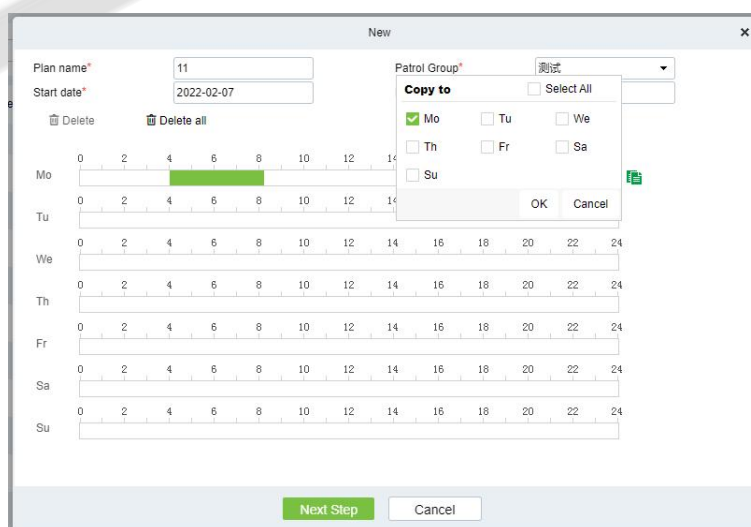 New
×
Plan name*
11
Patrol Group*
测试
Start date*
2022-02-07
Copy to
Select All
Delete
Delete all
Mo
Tu
We
Th
Fr
Sa
Su
OK
Cancel
0 2 4 6 8 10 12 14
Mo
0 2 4 6 8 10 12 14
Tu
0 2 4 6 8 10 12 14 16 18 20 22 24
We
0 2 4 6 8 10 12 14 16 18 20 22 24
Th
0 2 4 6 8 10 12 14 16 18 20 22 24
Fr
0 2 4 6 8 10 12 14 16 18 20 22 24
Sa
0 2 4 6 8 10 12 14 16 18 20 22 24
Su
Next Step
Cancel